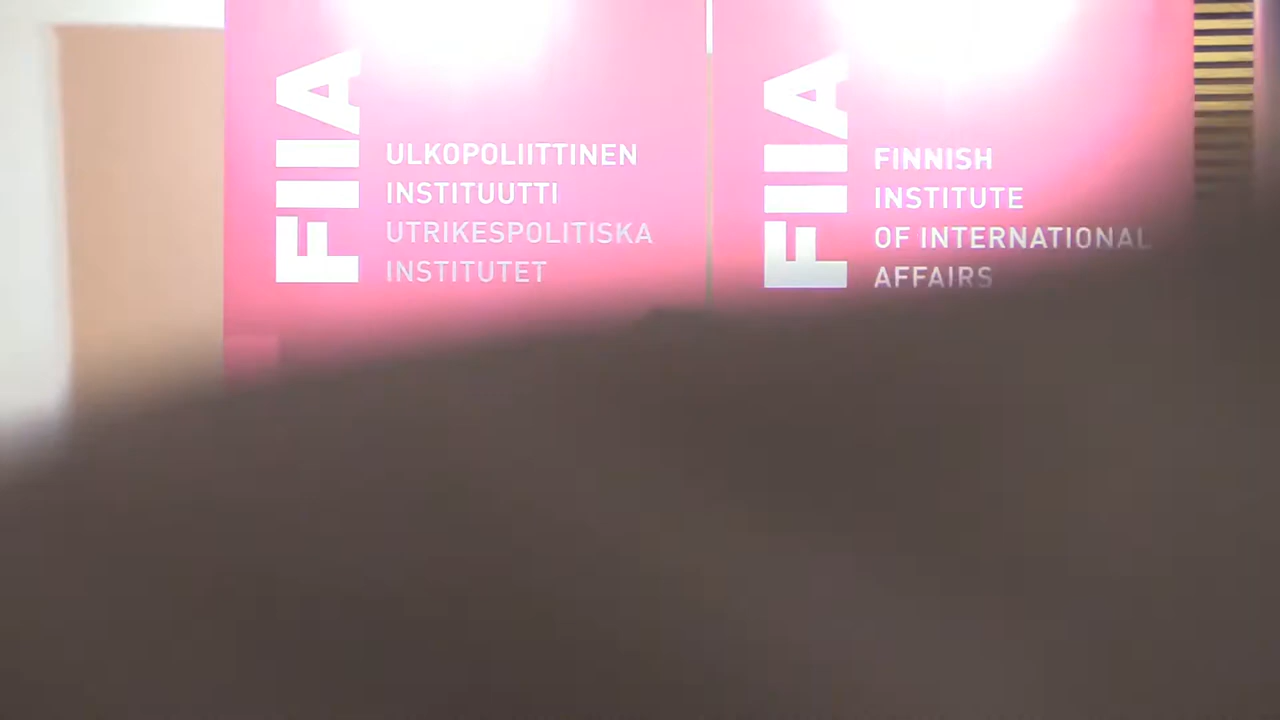 FIIA
ULKOPOLIITTINEN
INSTITUUTTI
UTRIKESPOLITISKA
INSTITUTET
FIIA
FINNISH
INSTITUTE
OF INTERNATIONAL
AFFAIRS